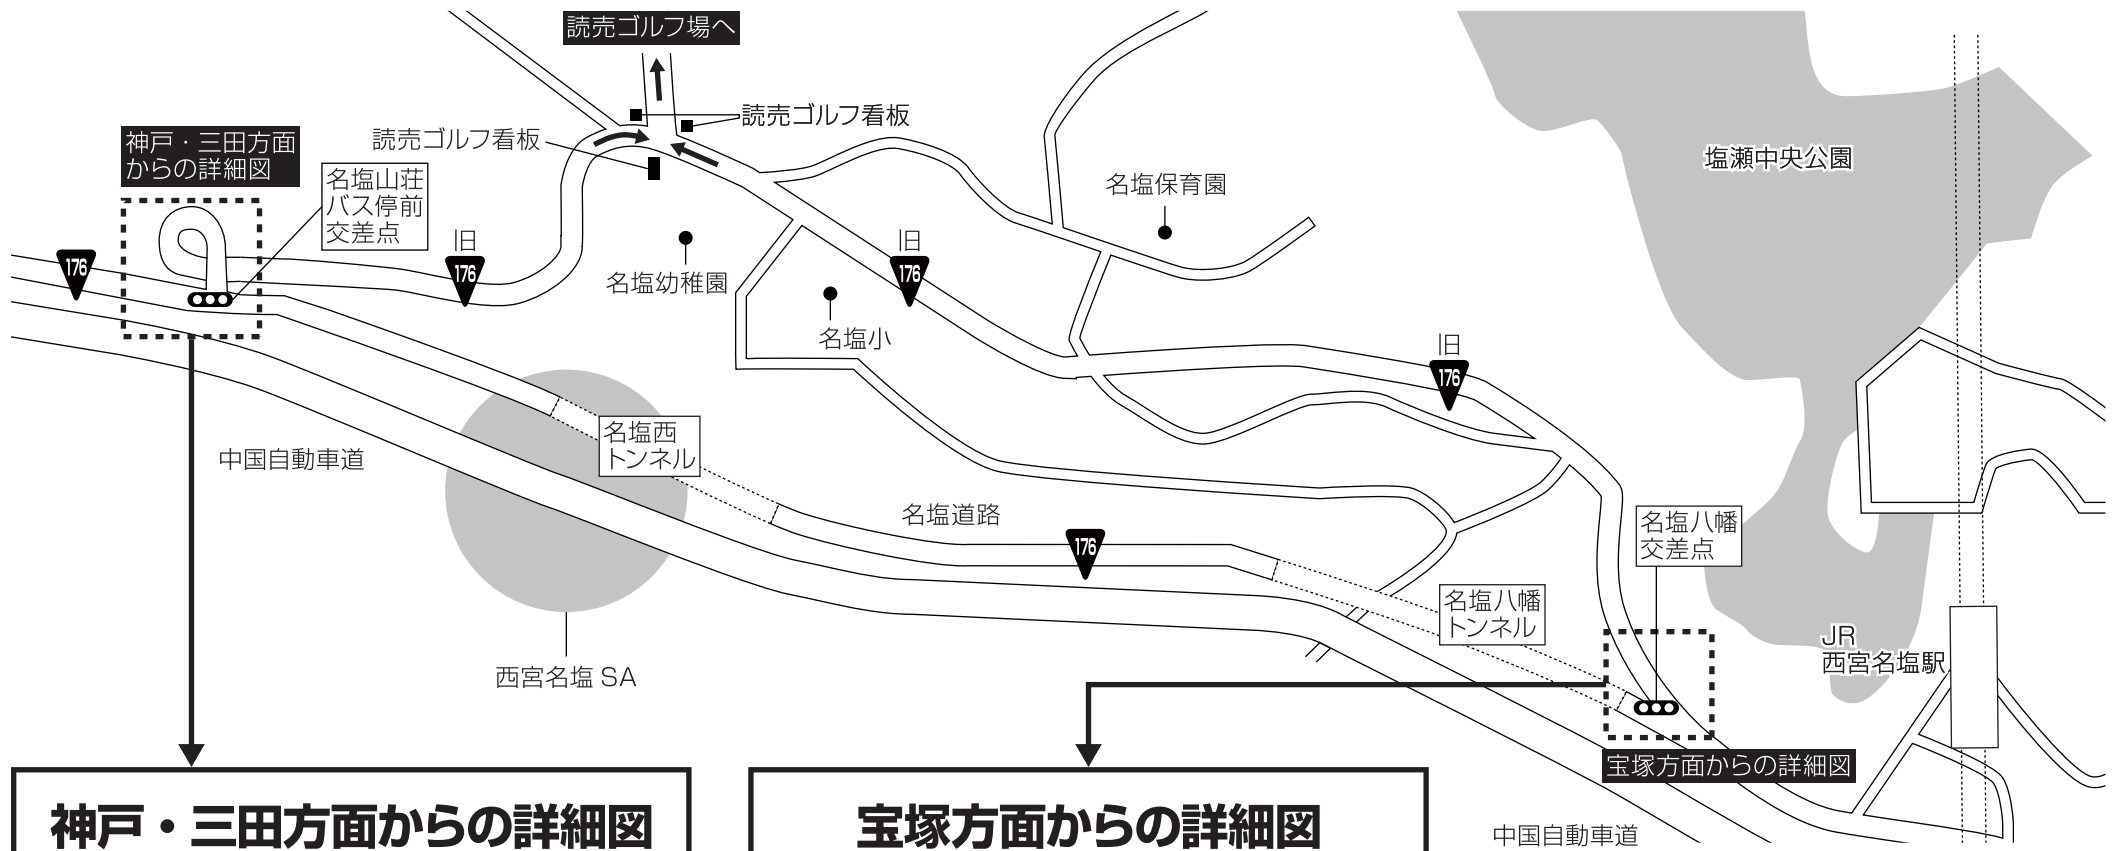 読売ゴルフ場へ
読売ゴルフ看板
読売ゴルフ看板
神戸・三田方面
からの詳細図
名塩山荘
バス停前
交差点
塩瀬中央公園
名塩保育園
旧
176
176
旧
176
名塩幼稚園
名塩小
旧
176
名塩西
トンネル
中国自動車道
名塩道路
176
名塩八幡
交差点
名塩八幡
トンネル
JR
西宮名塩駅
西宮名塩 SA
宝塚方面からの詳細図
神戸・三田方面からの詳細図
宝塚方面からの詳細図
中国自動車道